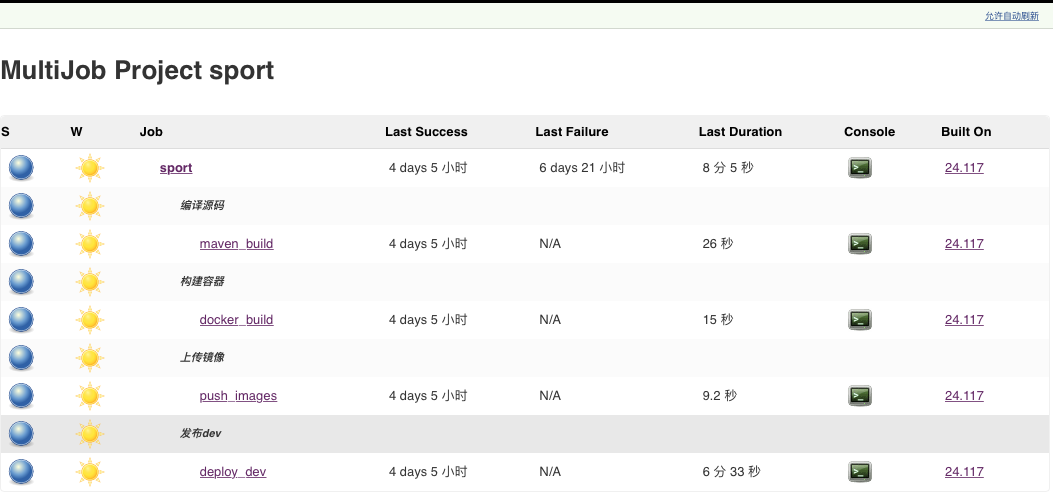 允许自动刷新
MultiJob Project sport
S W Job Last Success Last Failure Last Duration Console Built On
sport 4 days 5 小时 6 days 21 小时 8 分 5 秒 >_ 24.117
编译源码
maven_build 4 days 5 小时 N/A 26 秒 >_ 24.117
构建容器
docker_build 4 days 5 小时 N/A 15 秒 >_ 24.117
上传镜像
push_images 4 days 5 小时 N/A 9.2 秒 >_ 24.117
发布dev
deploy_dev 4 days 5 小时 N/A 6 分 33 秒 >_ 24.117